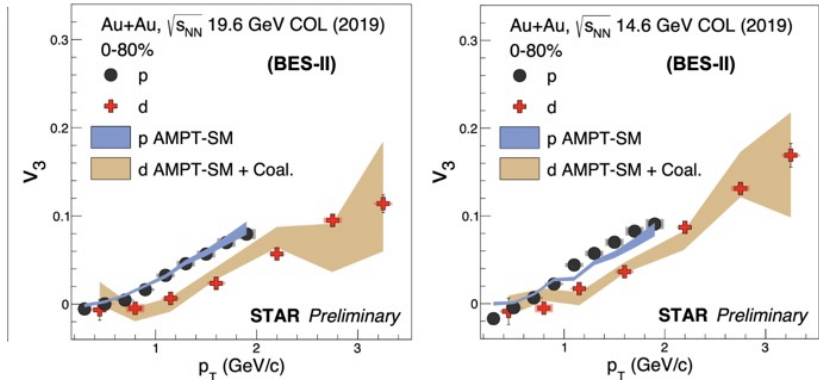 Au+Au, √sNN 19.6 GeV COL (2019)
0-80%
(BES-II)
p
d
p AMPT-SM
d AMPT-SM + Coal.
STAR Preliminary
0.3
0.2
0.1
0
v3
1
2
3
pT (GeV/c)
Au+Au, √sNN 14.6 GeV COL (2019)
0-80%
(BES-II)
p
d
p AMPT-SM
d AMPT-SM + Coal.
STAR Preliminary
0.3
0.2
0.1
0
v3
1
2
3
pT (GeV/c)